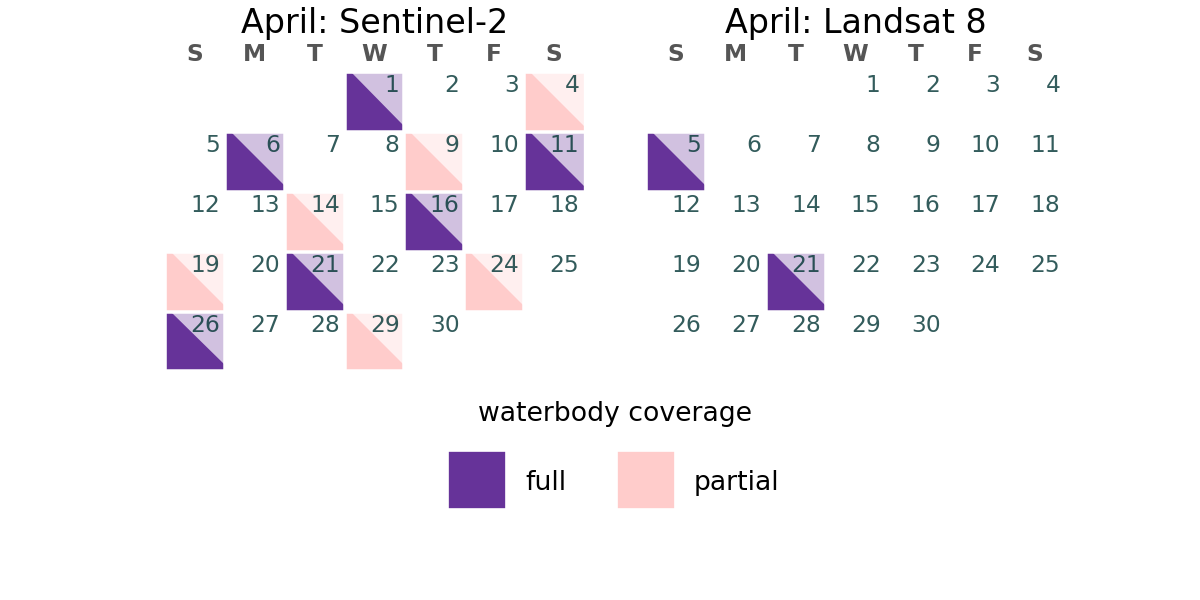 April: Sentinel-2
S M T W T F S
1 2 3 4
5 6 7 8 9 10 11
12 13 14 15 16 17 18
19 20 21 22 23 24 25
26 27 28 29 30
April: Landsat 8
S M T W T F S
1 2 3 4
5 6 7 8 9 10 11
12 13 14 15 16 17 18
19 20 21 22 23 24 25
26 27 28 29 30
waterbody coverage
full partial